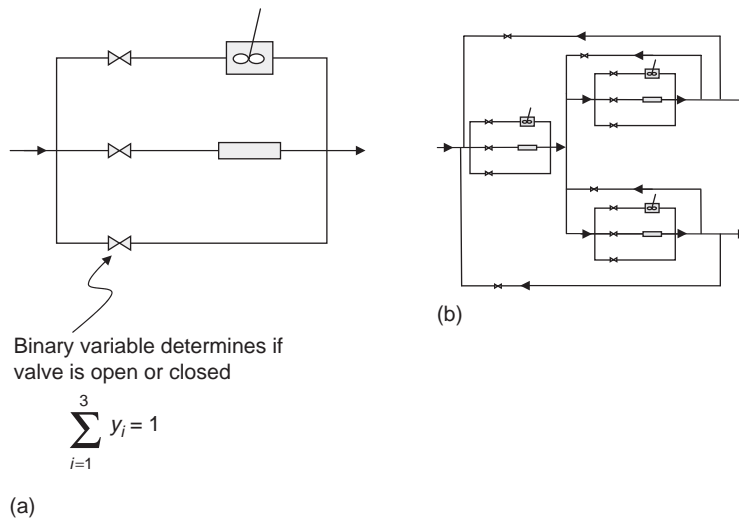 Binary variable determines if
valve is open or closed
3
∑ yᵢ = 1
i=1
(a)
(b)